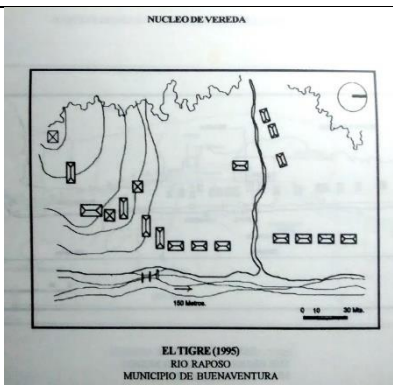 NUCLEO DE VEREDA
150 Metros.
0 10 30 Mts.
EL TIGRE (1995)
RIO RAPOSO
MUNICIPIO DE BUENAVENTURA